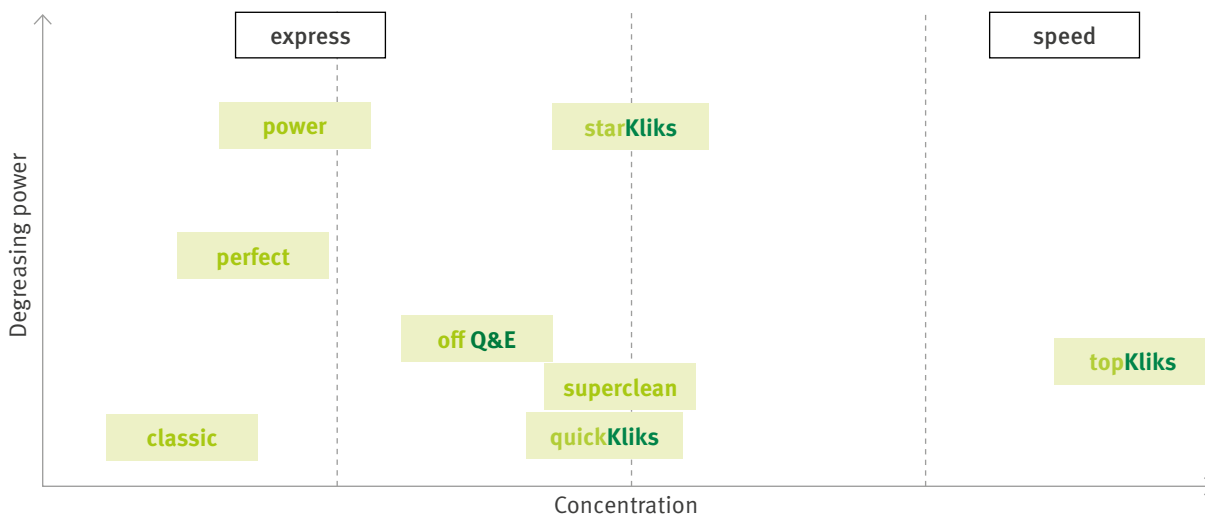 express
speed
power
starKliks
perfect
off Q&E
topKliks
superclean
classic
quickKliks
Degreasing power
Concentration